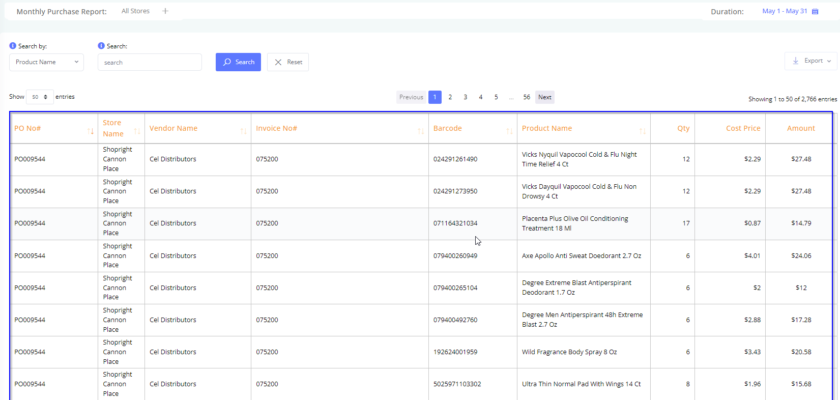 Monthly Purchase Report: All Stores + Duration: May 1 - May 31
Search by: Search:
Product Name search Search Reset Export
Show 50 entries Previous 1 2 3 4 5 ... 56 Next Showing 1 to 50 of 2,766 entries
PO No# Store Name Vendor Name Invoice No# Barcode Product Name Qty Cost Price Amount
PO009544 Shopright Cannon Place Cel Distributors 075200 024291261490 Vicks Nyquil Vapocool Cold & Flu Night Time Relief 4 Ct 12 $2.29 $27.48
PO009544 Shopright Cannon Place Cel Distributors 075200 024291273950 Vicks Dayquil Vapocool Cold & Flu Non Drowsy 4 Ct 12 $2.29 $27.48
PO009544 Shopright Cannon Place Cel Distributors 075200 071164321034 Placenta Plus Olive Oil Conditioning Treatment 18 Ml 17 $0.87 $14.79
PO009544 Shopright Cannon Place Cel Distributors 075200 079400260949 Axe Apollo Anti Sweat Doedorant 2.7 Oz 6 $4.01 $24.06
PO009544 Shopright Cannon Place Cel Distributors 075200 079400265104 Degree Extreme Blast Antiperspirant Deodorant 1.7 Oz 6 $2 $12
PO009544 Shopright Cannon Place Cel Distributors 075200 079400492760 Degree Men Antiperspirant 48h Extreme Blast 2.7 Oz 6 $2.88 $17.28
PO009544 Shopright Cannon Place Cel Distributors 075200 192624001959 Wild Fragrance Body Spray 8 Oz 6 $3.43 $20.58
PO009544 Shopright Cannon Place Cel Distributors 075200 5025971103302 Ultra Thin Normal Pad With Wings 14 Ct 8 $1.96 $15.68